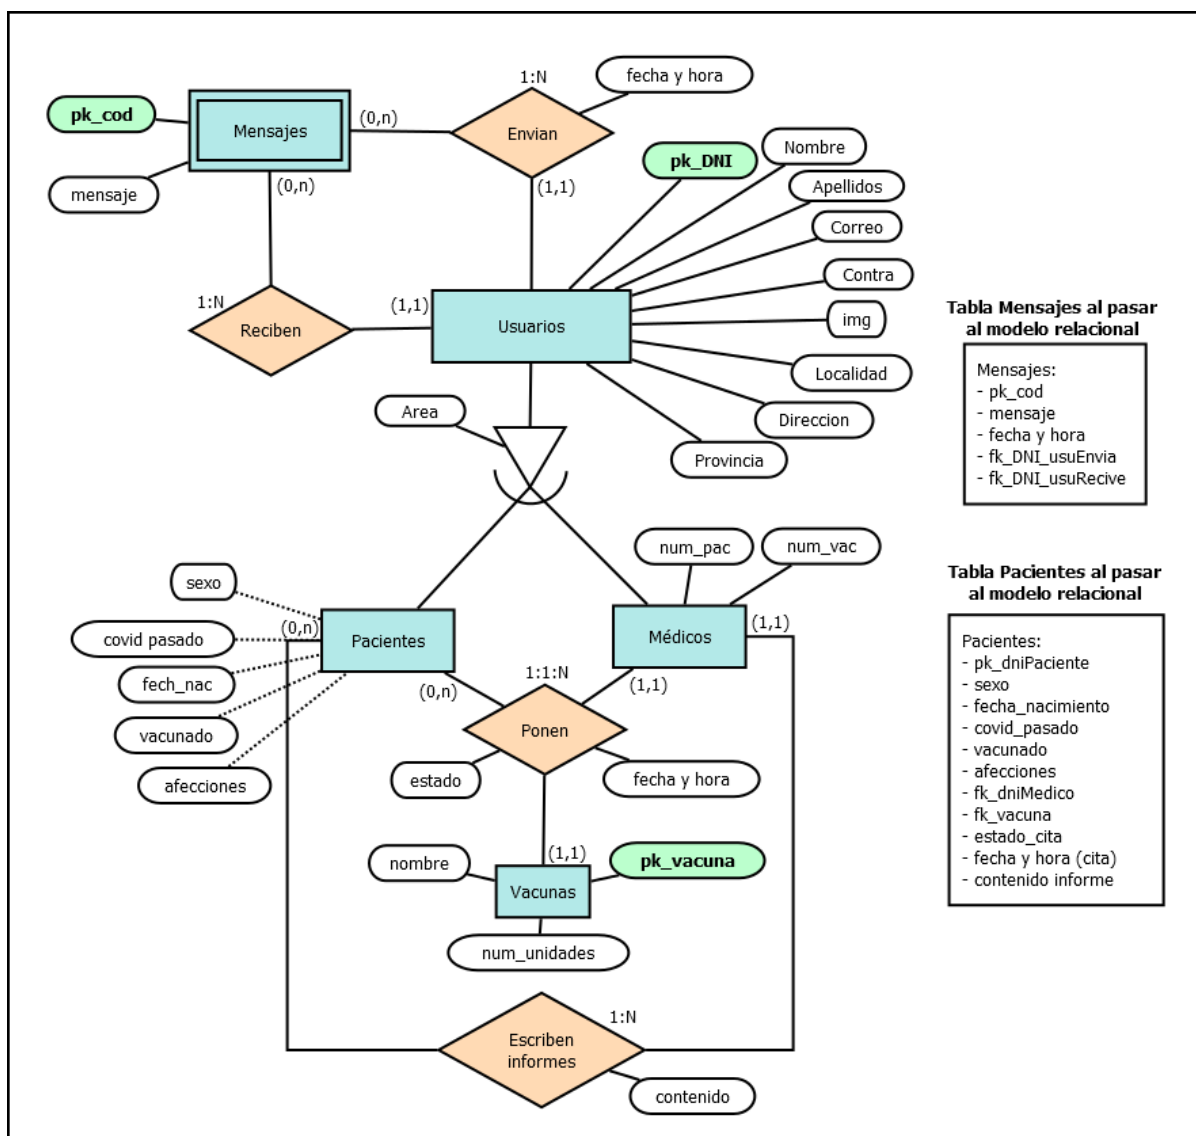 1:N
fecha y hora
pk_cod
Mensajes
(0,n)
Envian
Nombre
pk_DNI
mensaje
(0,n)
(1,1)
Apellidos
Correo
Contra
1:N
(1,1)
Reciben
Usuarios
img
Localidad
Area
Direccion
Provincia
Tabla Mensajes al pasar
al modelo relacional
Mensajes:
- pk_cod
- mensaje
- fecha y hora
- fk_DNI_usuEnvia
- fk_DNI_usuRecive
num_pac
num_vac
sexo
(0,n)
covid pasado
Pacientes
Médicos
(1,1)
fech_nac
1:1:N
(0,n)
(1,1)
vacunado
Ponen
afecciones
estado
fecha y hora
(1,1)
nombre
pk_vacuna
Vacunas
num_unidades
1:N
Escriben
informes
contenido
Tabla Pacientes al pasar
al modelo relacional
Pacientes:
- pk_dniPaciente
- sexo
- fecha_nacimiento
- covid_pasado
- vacunado
- afecciones
- fk_dniMedico
- fk_vacuna
- estado_cita
- fecha y hora (cita)
- contenido informe